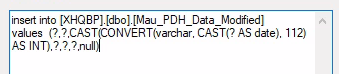 insert into [XHQBP].[dbo].[Mau_PDH_Data_Modified]
values  (?,?,CAST(CONVERT(varchar, CAST(? AS date), 112)
AS INT),?,?,?,null)